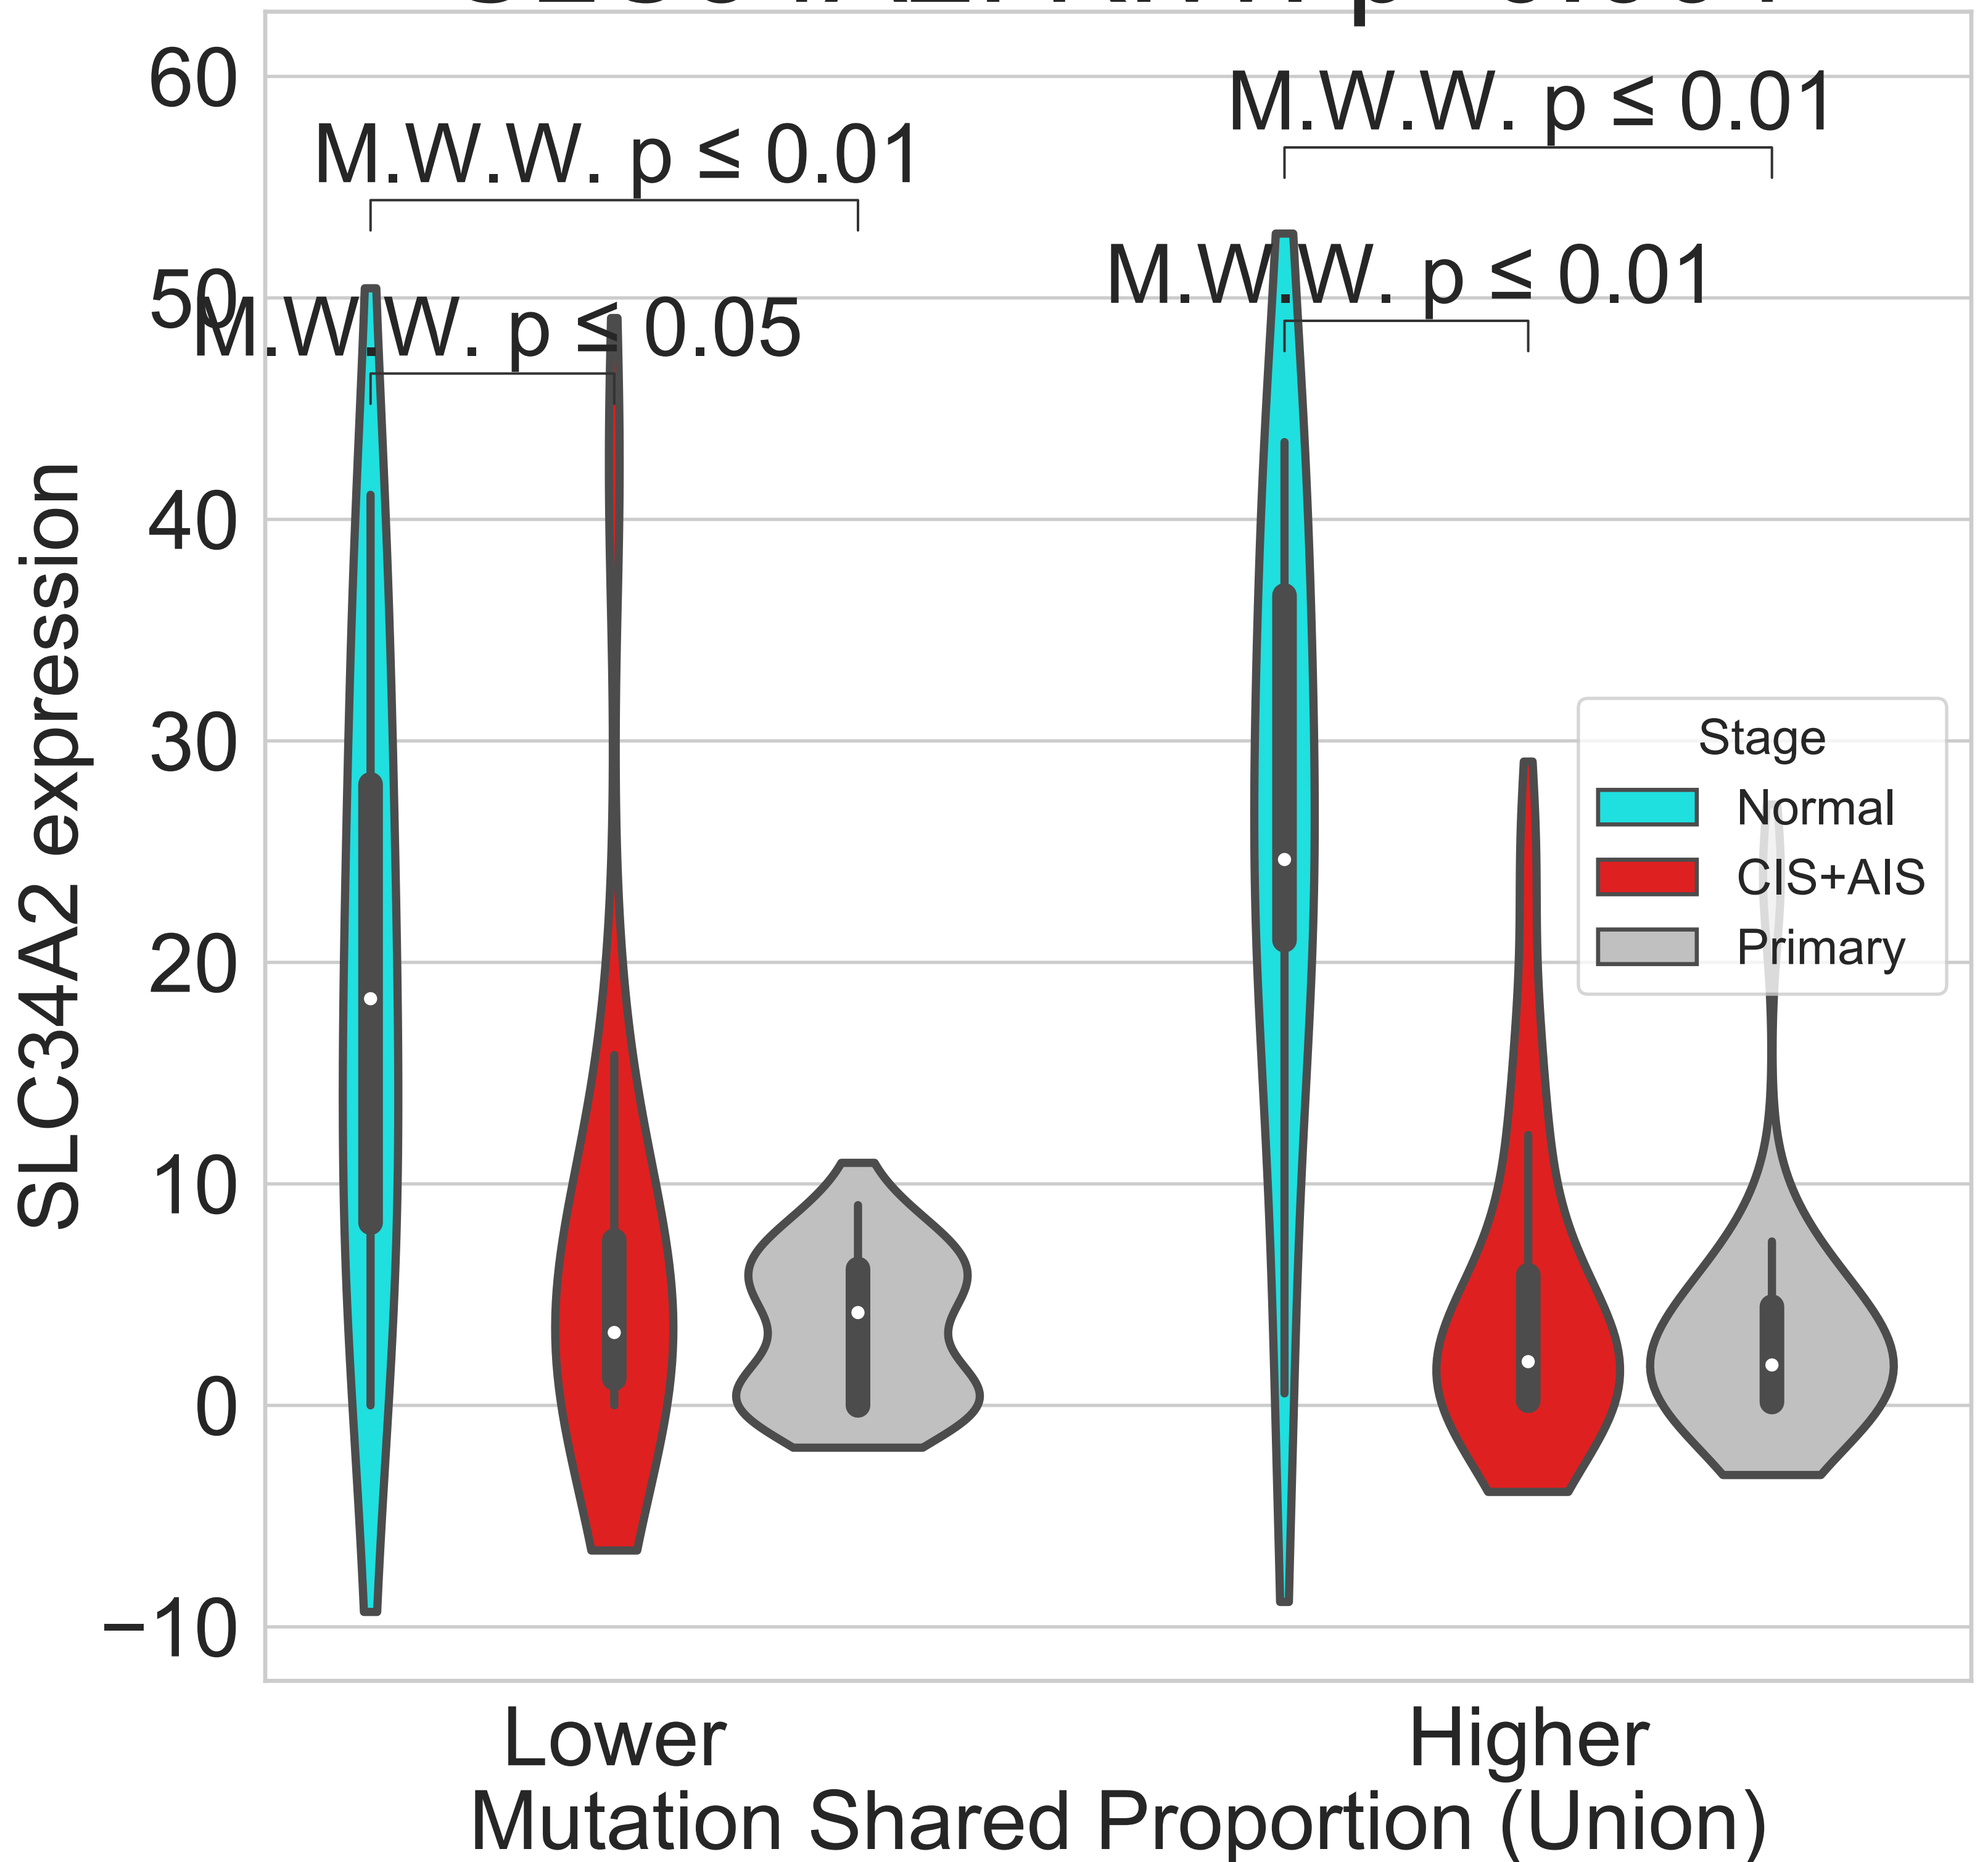 60
50
40
30
20
10
0
−10
SLC34A2 expression
M.W.W. p ≤ 0.01
M.W.W. p ≤ 0.01
M.W.W. p ≤ 0.01
M.W.W. p ≤ 0.05
Stage
Normal
CIS+AIS
Primary
Lower
Higher
Mutation Shared Proportion (Union)